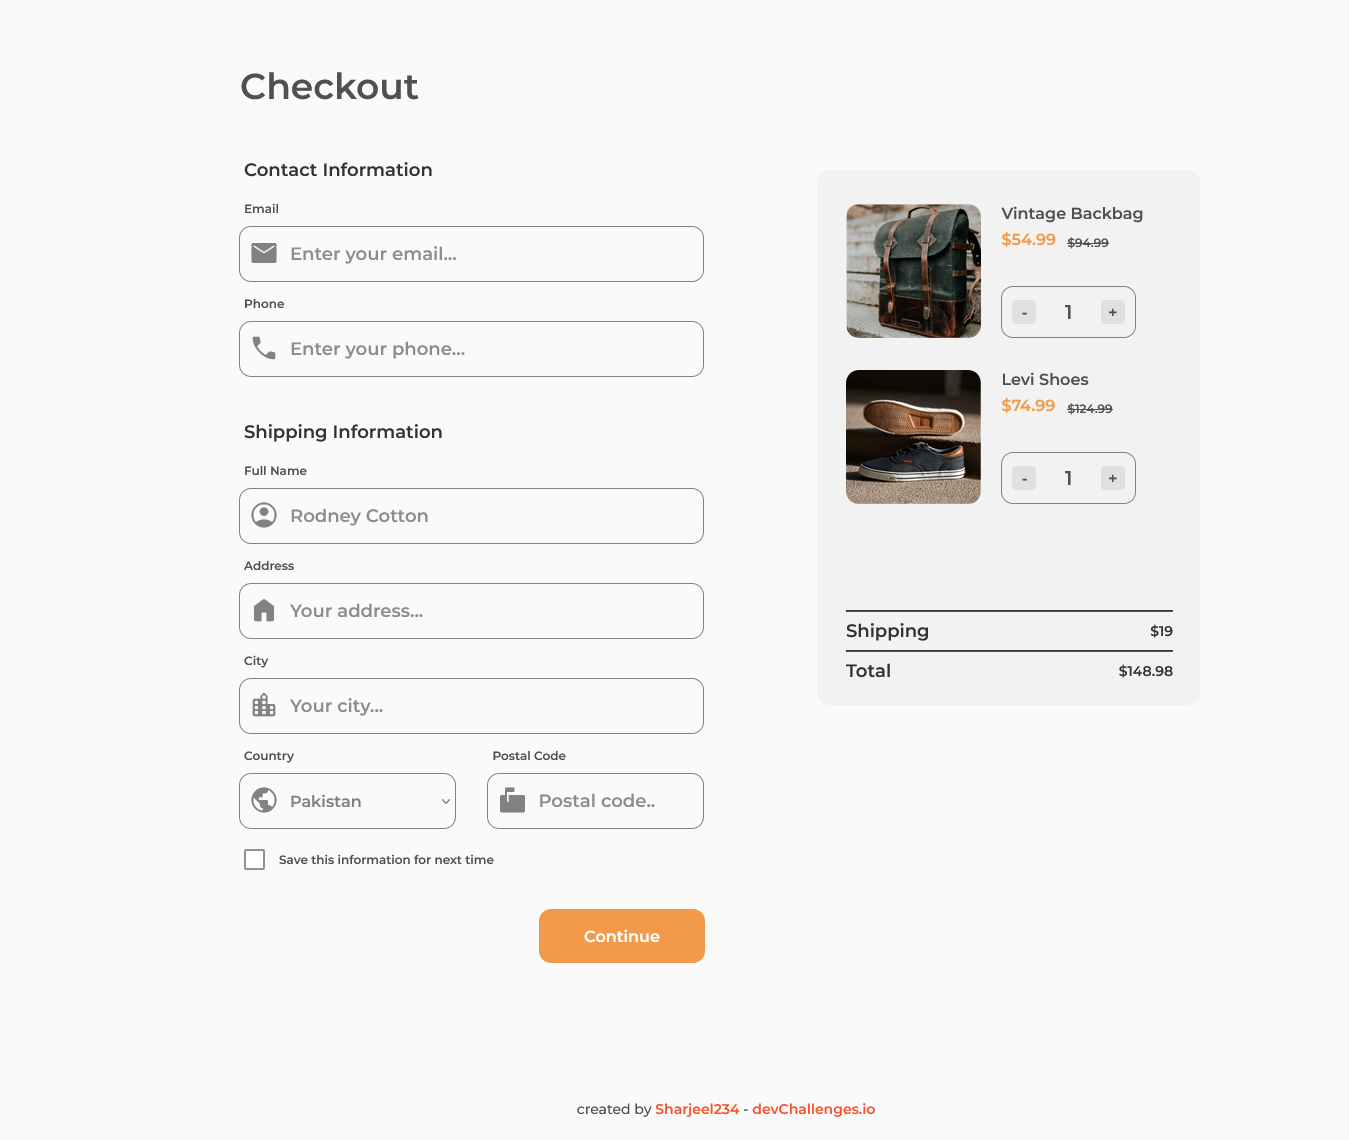 Checkout
Contact Information
Email
Enter your email...
Phone
Enter your phone...
Shipping Information
Full Name
Rodney Cotton
Address
Your address...
City
Your city...
Country
Postal Code
Pakistan
Postal code..
Save this information for next time
Continue
Vintage Backbag
$54.99 $94.99
- 1 +
Levi Shoes
$74.99 $124.99
- 1 +
Shipping $19
Total $148.98
created by Sharjeel234 - devChallenges.io